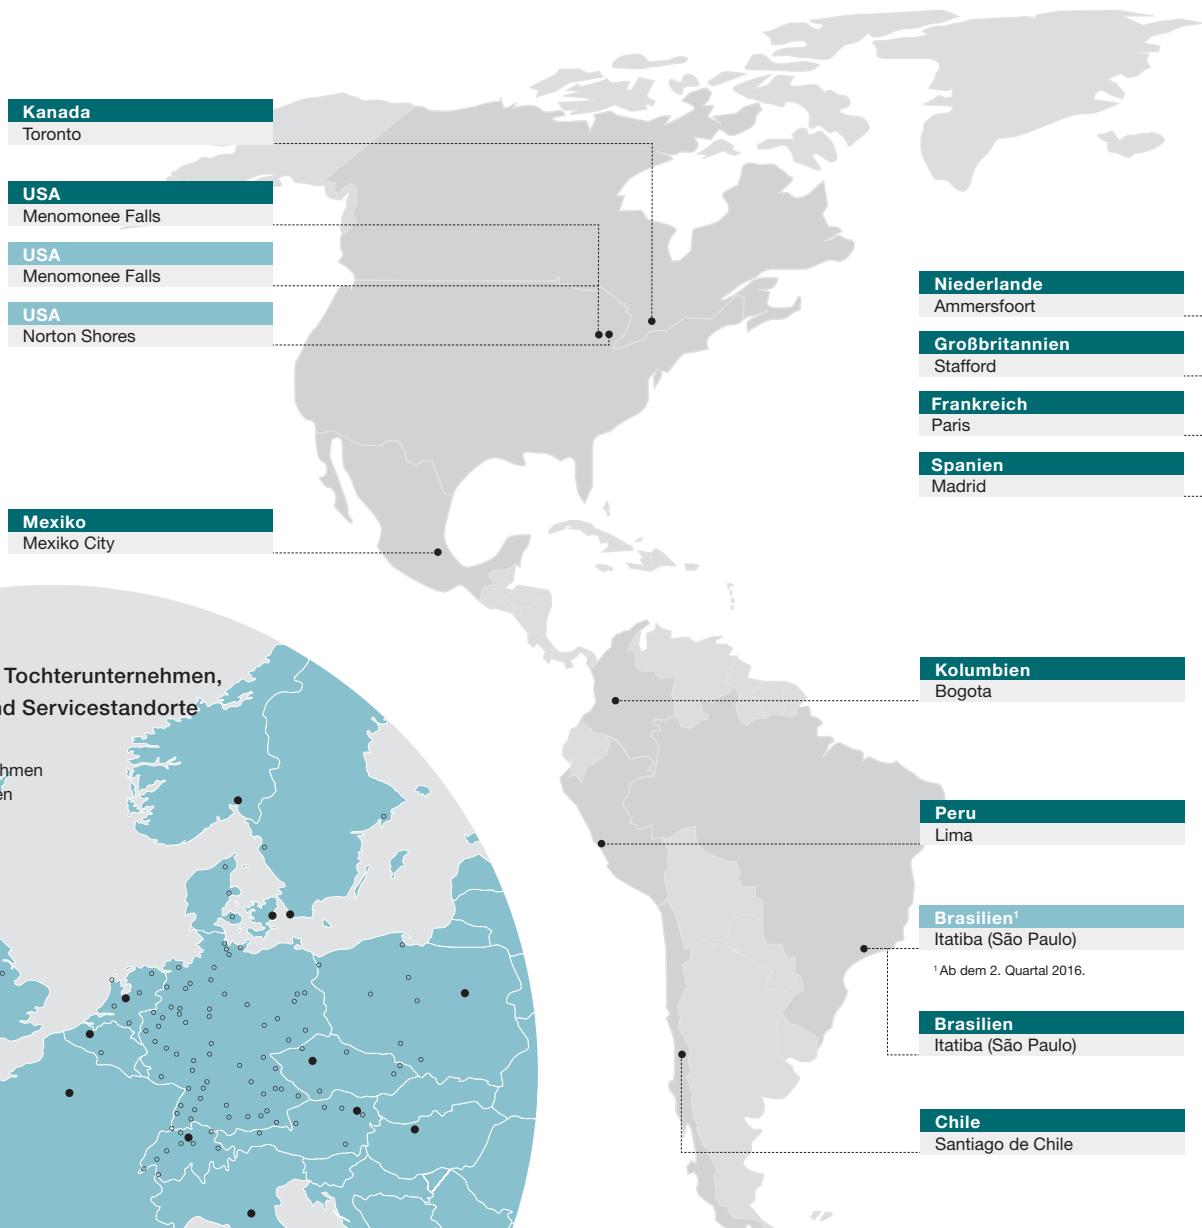 Kanada
Toronto
USA
Menomonee Falls
USA
Menomonee Falls
USA
Norton Shores
Mexiko
Mexiko City
Niederlande
Ammersfoort
Großbritannien
Stafford
Frankreich
Paris
Spanien
Madrid
Tochterunternehmen,
Servicestandorte
Kolumbien
Bogota
Peru
Lima
Brasilien¹
Itatiba (São Paulo)
¹ Ab dem 2. Quartal 2016.
Brasilien
Itatiba (São Paulo)
Chile
Santiago de Chile